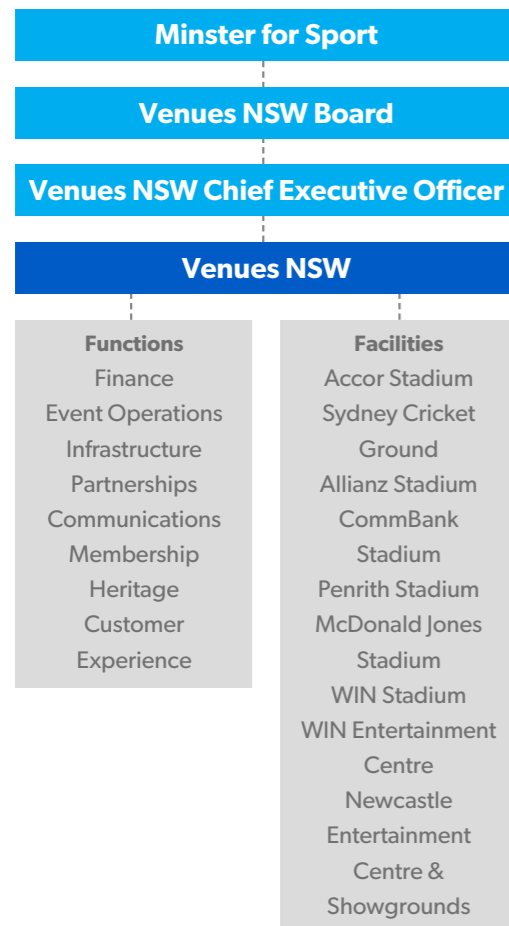 Minster for Sport
Venues NSW Board
Venues NSW Chief Executive Officer
Venues NSW
Functions
Finance
Event Operations
Infrastructure
Partnerships
Communications
Membership
Heritage
Customer
Experience
Facilities
Accor Stadium
Sydney Cricket
Ground
Allianz Stadium
CommBank
Stadium
Penrith Stadium
McDonald Jones
Stadium
WIN Stadium
WIN Entertainment
Centre
Newcastle
Entertainment
Centre &
Showgrounds